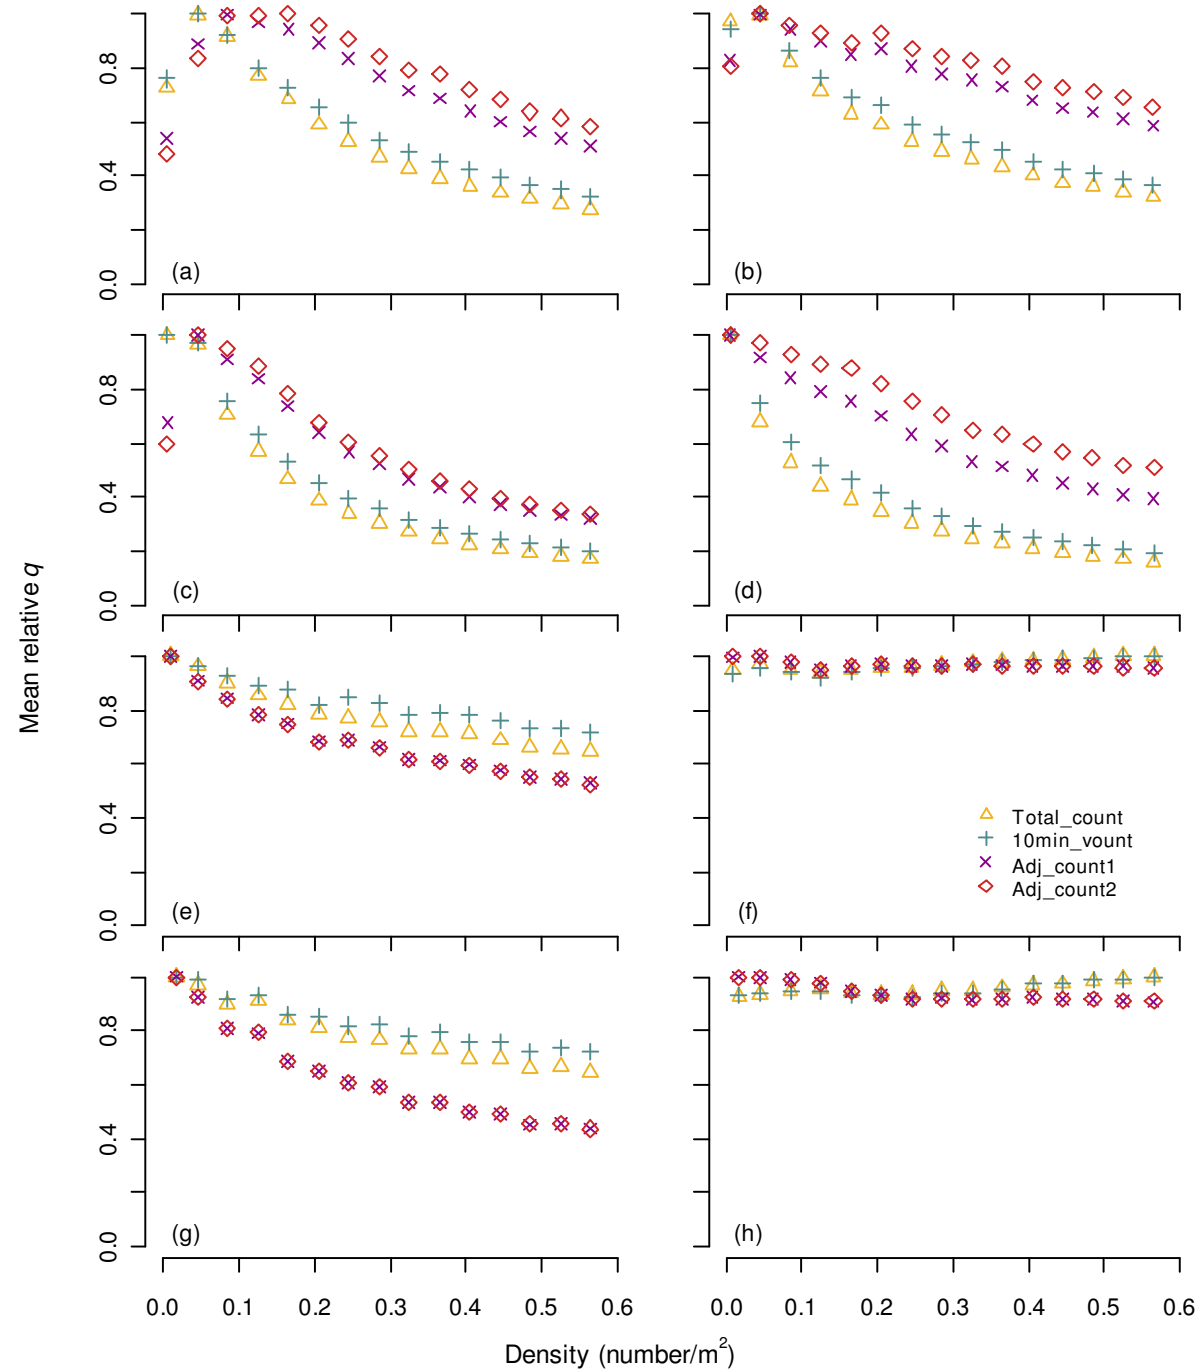 0.8
0.4
0.0
(a)
(b)
0.8
0.4
0.0
(c)
(d)
Mean relative q
0.8
0.4
0.0
(e)
(f)
Total_count
10min_vount
Adj_count1
Adj_count2
0.8
0.4
0.0
(g)
(h)
0.0 0.1 0.2 0.3 0.4 0.5 0.6
0.0 0.1 0.2 0.3 0.4 0.5 0.6
Density (number/m²)